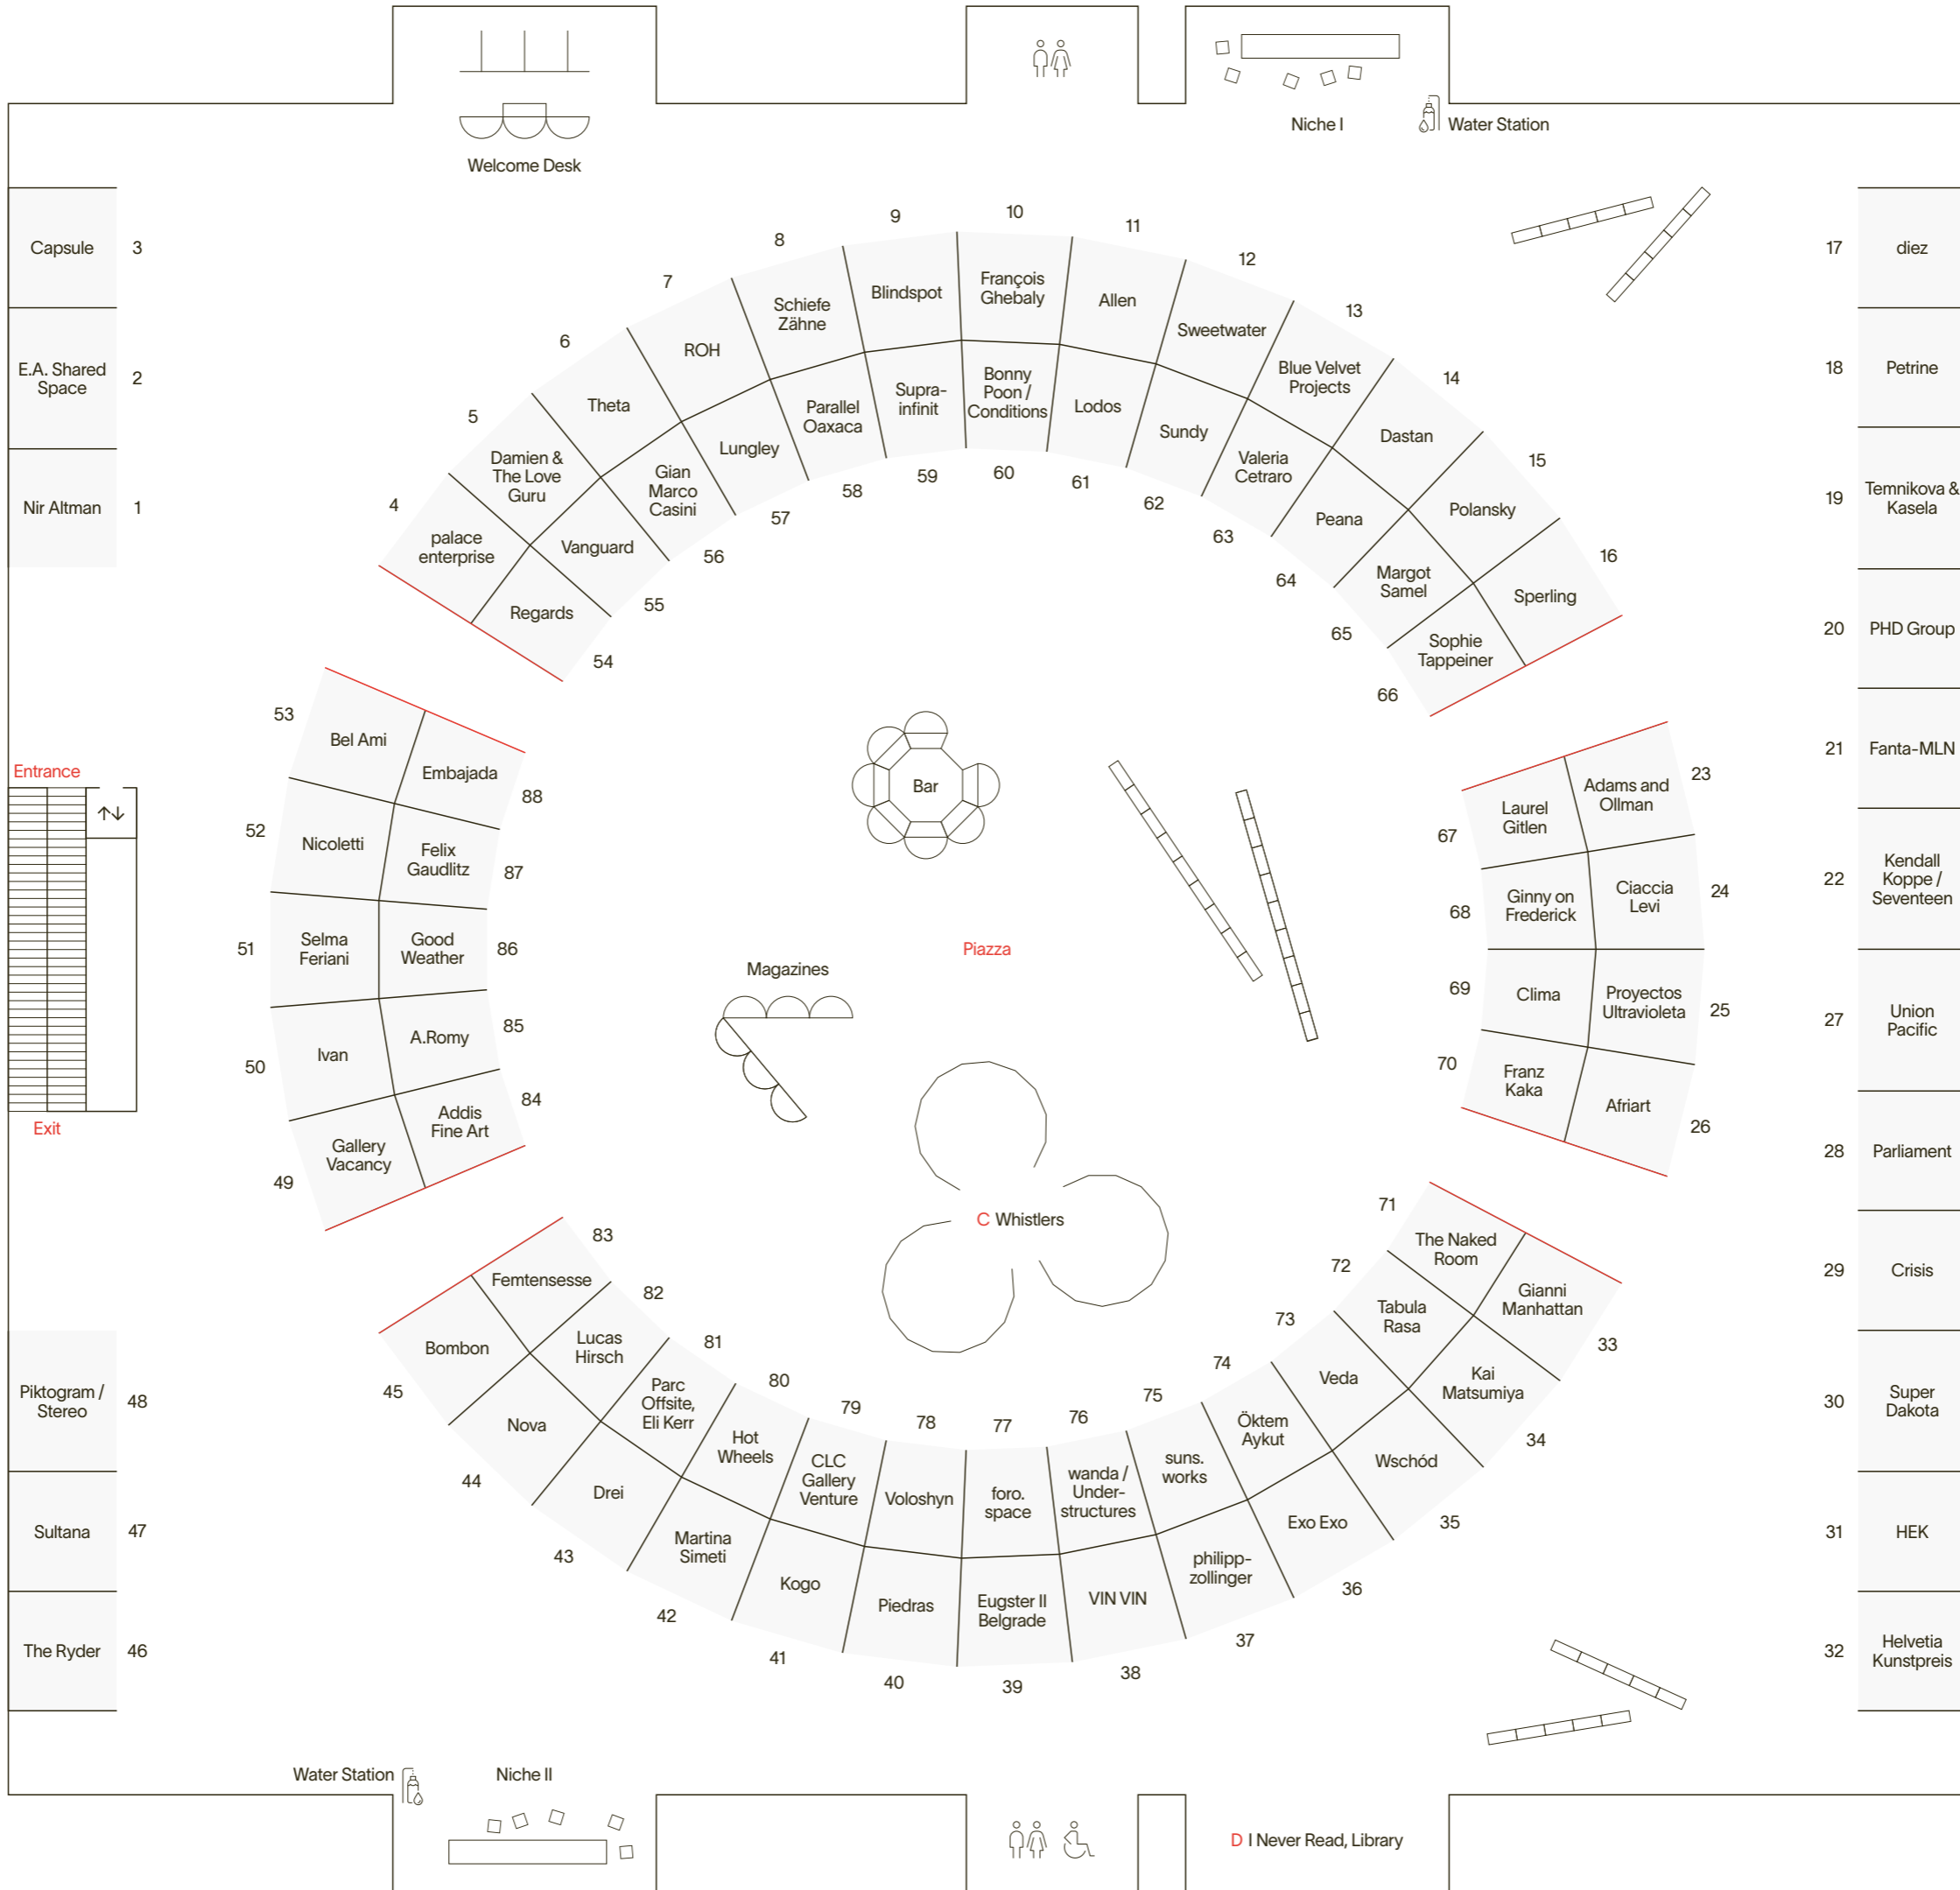 Welcome Desk
Niche I
Water Station
Capsule
3
E.A. Shared
Space
2
Nir Altman
1
4
palace
enterprise
5
Damien &
The Love
Guru
6
Theta
7
ROH
8
Schiefe
Zähne
9
Blindspot
10
François
Ghebaly
11
Allen
12
Sweetwater
13
Blue Velvet
Projects
14
Dastan
15
Polansky
16
Sperling
17
diez
18
Petrine
19
Temnikova &
Kasela
20
PHD Group
21
Fanta-MLN
22
Kendall
Koppe /
Seventeen
Regards
54
Vanguard
55
Gian
Marco
Casini
56
Lungley
57
Parallel
Oaxaca
58
Supra-
infinit
59
Bonny
Poon /
Conditions
60
Lodos
61
Sundy
62
Valeria
Cetraro
63
Peana
64
Margot
Samel
65
Sophie
Tappeiner
66
Entrance
Exit
53
Bel Ami
52
Nicoletti
51
Selma
Feriani
50
Ivan
49
Gallery
Vacancy
Embajada
88
Felix
Gaudlitz
87
Good
Weather
86
A.Romy
85
Addis
Fine Art
84
Bar
Piazza
Magazines
C Whistlers
67
Laurel
Gitlen
68
Ginny on
Frederick
69
Clima
70
Franz
Kaka
Adams and
Ollman
23
Ciaccia
Levi
24
Proyectos
Ultravioleta
25
Afriart
26
27
Union
Pacific
28
Parliament
29
Crisis
30
Super
Dakota
31
HEK
32
Helvetia
Kunstpreis
71
The Naked
Room
72
Tabula
Rasa
73
Veda
74
Öktem
Aykut
75
suns.
works
76
wanda /
Under-
structures
77
foro.
space
78
Voloshyn
79
CLC
Gallery
Venture
80
Hot
Wheels
81
Parc
Offsite,
Eli Kerr
82
Lucas
Hirsch
83
Femtensesse
Gianni
Manhattan
33
Kai
Matsumiya
34
Wschód
35
Exo Exo
36
philipp-
zollinger
37
VIN VIN
38
Eugster II
Belgrade
39
Piedras
40
Kogo
41
Martina
Simeti
42
Drei
43
Nova
44
Bombon
45
Piktogram /
Stereo
48
Sultana
47
The Ryder
46
Water Station
Niche II
D I Never Read, Library